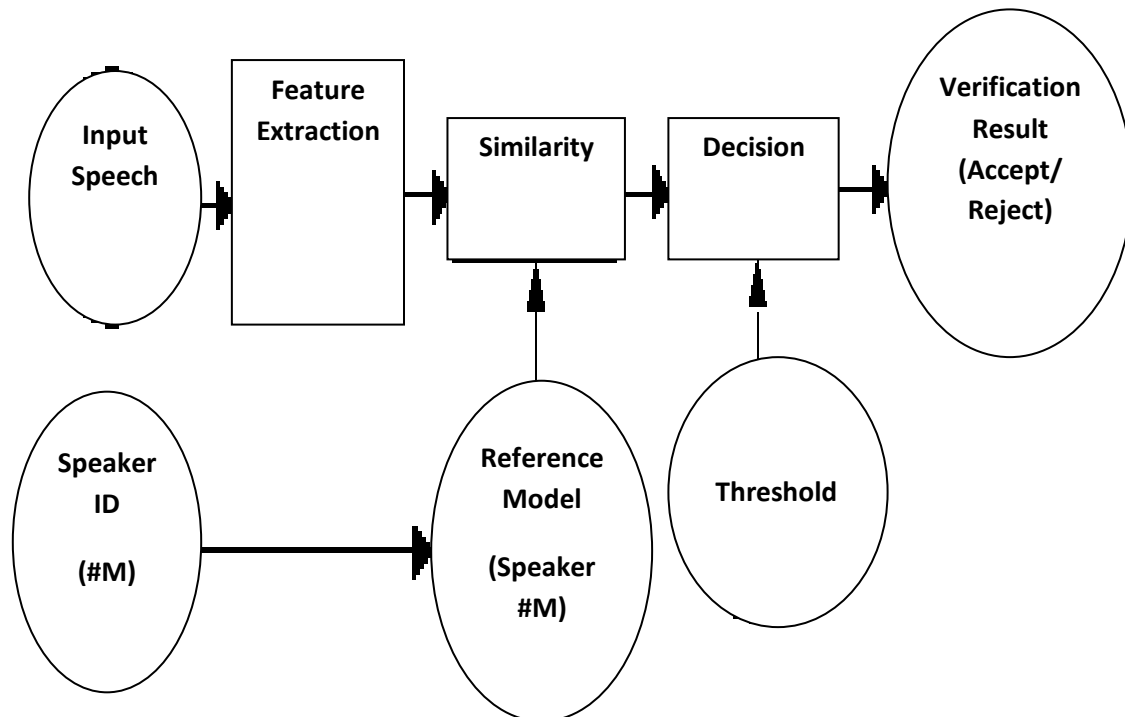 Input
Speech
Feature
Extraction
Similarity
Decision
Verification
Result
(Accept/
Reject)
Speaker
ID
(#M)
Reference
Model
(Speaker
#M)
Threshold